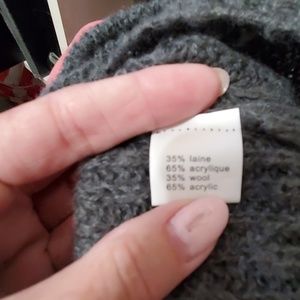 35% laine
65% acrylique
35% wool
65% acrylic